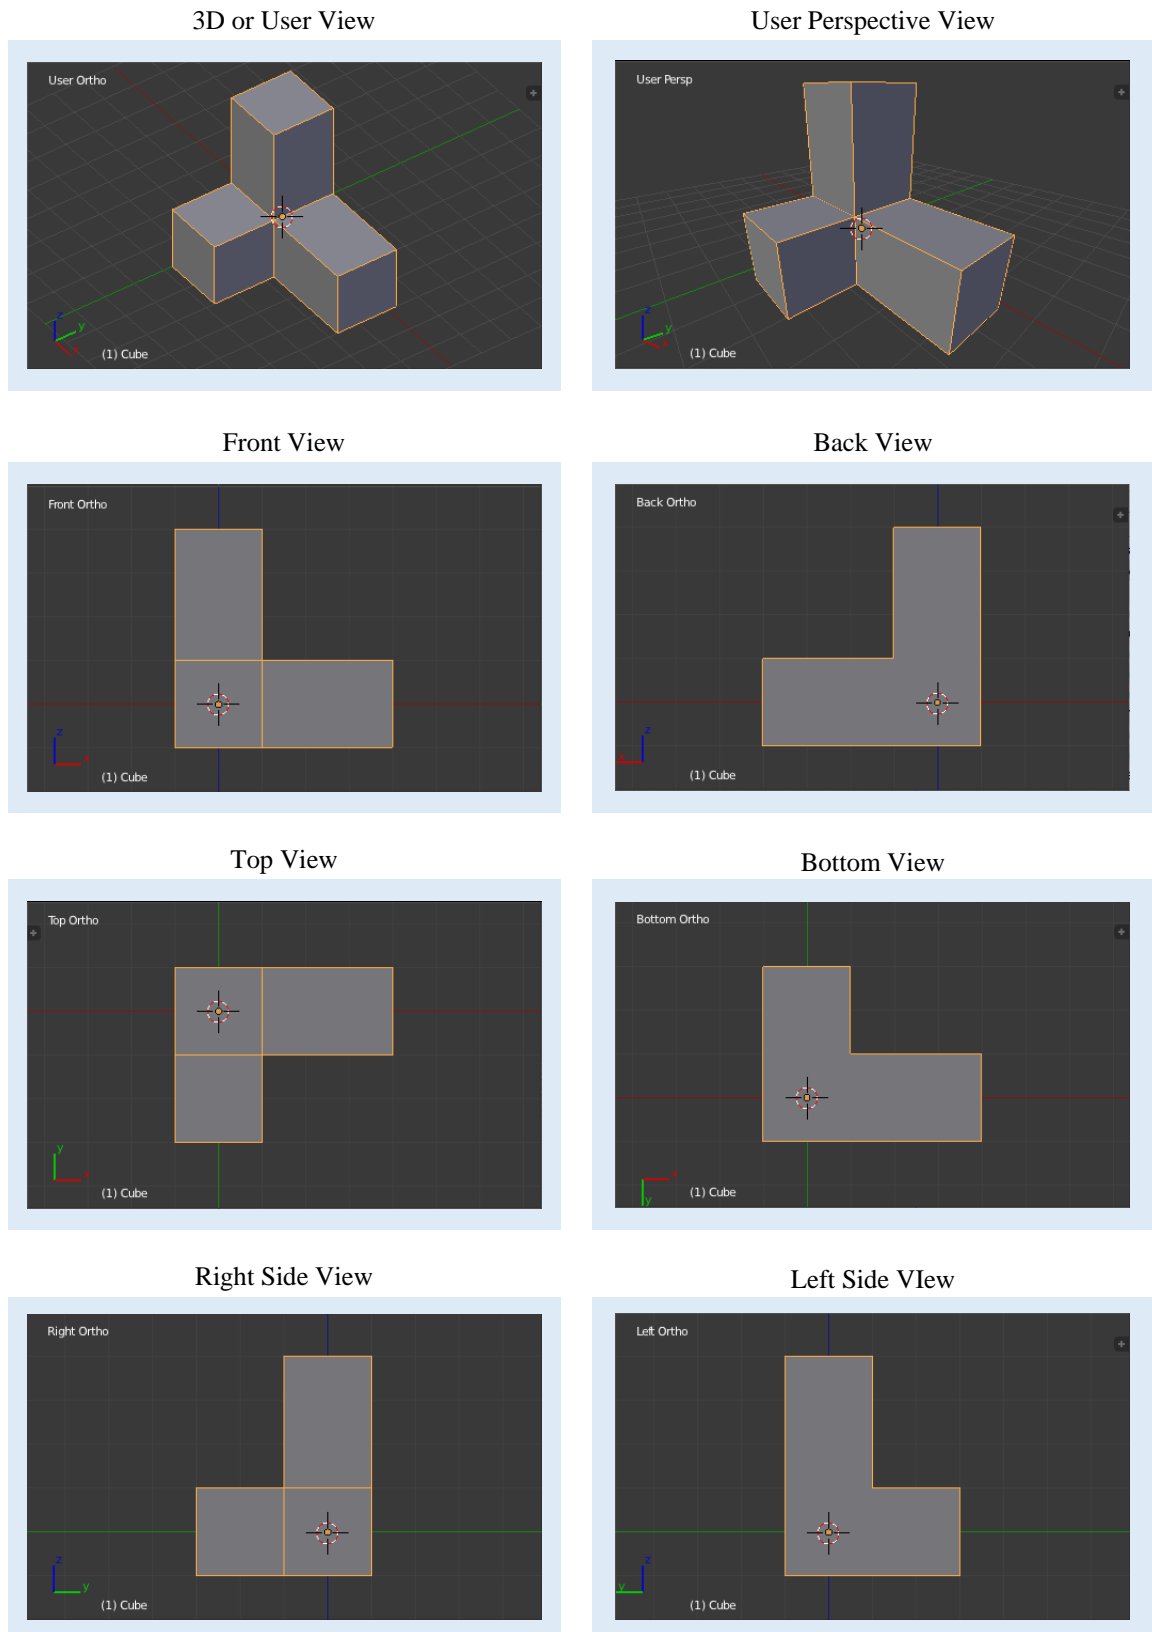 3D or User View
User Perspective View
User Ortho
z
y
x
(1) Cube
User Persp
z
y
x
(1) Cube
Front View
Back View
Front Ortho
z
x
(1) Cube
Back Ortho
z
x
(1) Cube
Top View
Bottom View
Top Ortho
y
x
(1) Cube
Bottom Ortho
x
y
(1) Cube
Right Side View
Left Side VIew
Right Ortho
z
y
(1) Cube
Left Ortho
z
y
(1) Cube